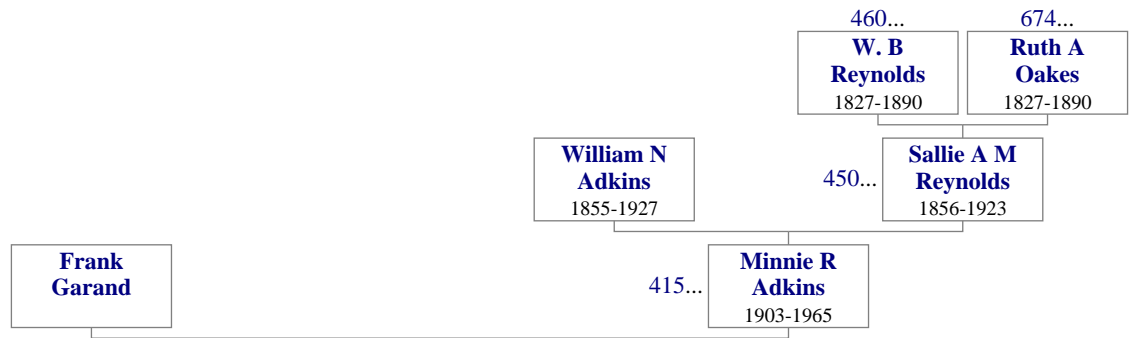 460...
674...
W. B
Reynolds
1827-1890
Ruth A
Oakes
1827-1890
William N
Adkins
1855-1927
450...
Sallie A M
Reynolds
1856-1923
Frank
Garand
415...
Minnie R
Adkins
1903-1965